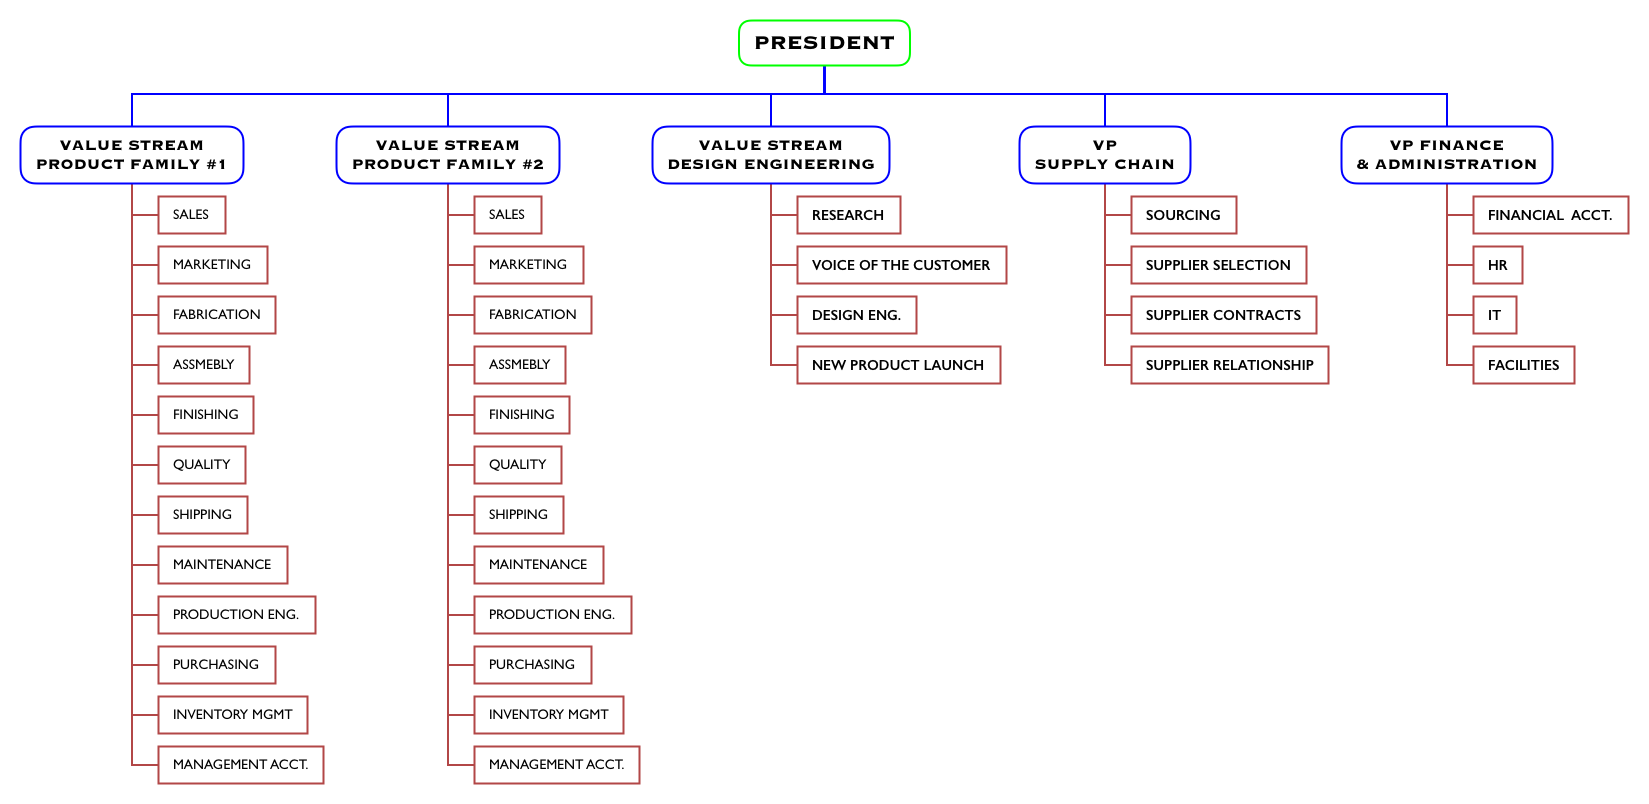 PRESIDENT
VALUE STREAM
PRODUCT FAMILY #1
SALES
MARKETING
FABRICATION
ASSMEBLY
FINISHING
QUALITY
SHIPPING
MAINTENANCE
PRODUCTION ENG.
PURCHASING
INVENTORY MGMT
MANAGEMENT ACCT.
VALUE STREAM
PRODUCT FAMILY #2
SALES
MARKETING
FABRICATION
ASSMEBLY
FINISHING
QUALITY
SHIPPING
MAINTENANCE
PRODUCTION ENG.
PURCHASING
INVENTORY MGMT
MANAGEMENT ACCT.
VALUE STREAM
DESIGN ENGINEERING
RESEARCH
VOICE OF THE CUSTOMER
DESIGN ENG.
NEW PRODUCT LAUNCH
VP
SUPPLY CHAIN
SOURCING
SUPPLIER SELECTION
SUPPLIER CONTRACTS
SUPPLIER RELATIONSHIP
VP FINANCE
& ADMINISTRATION
FINANCIAL ACCT.
HR
IT
FACILITIES